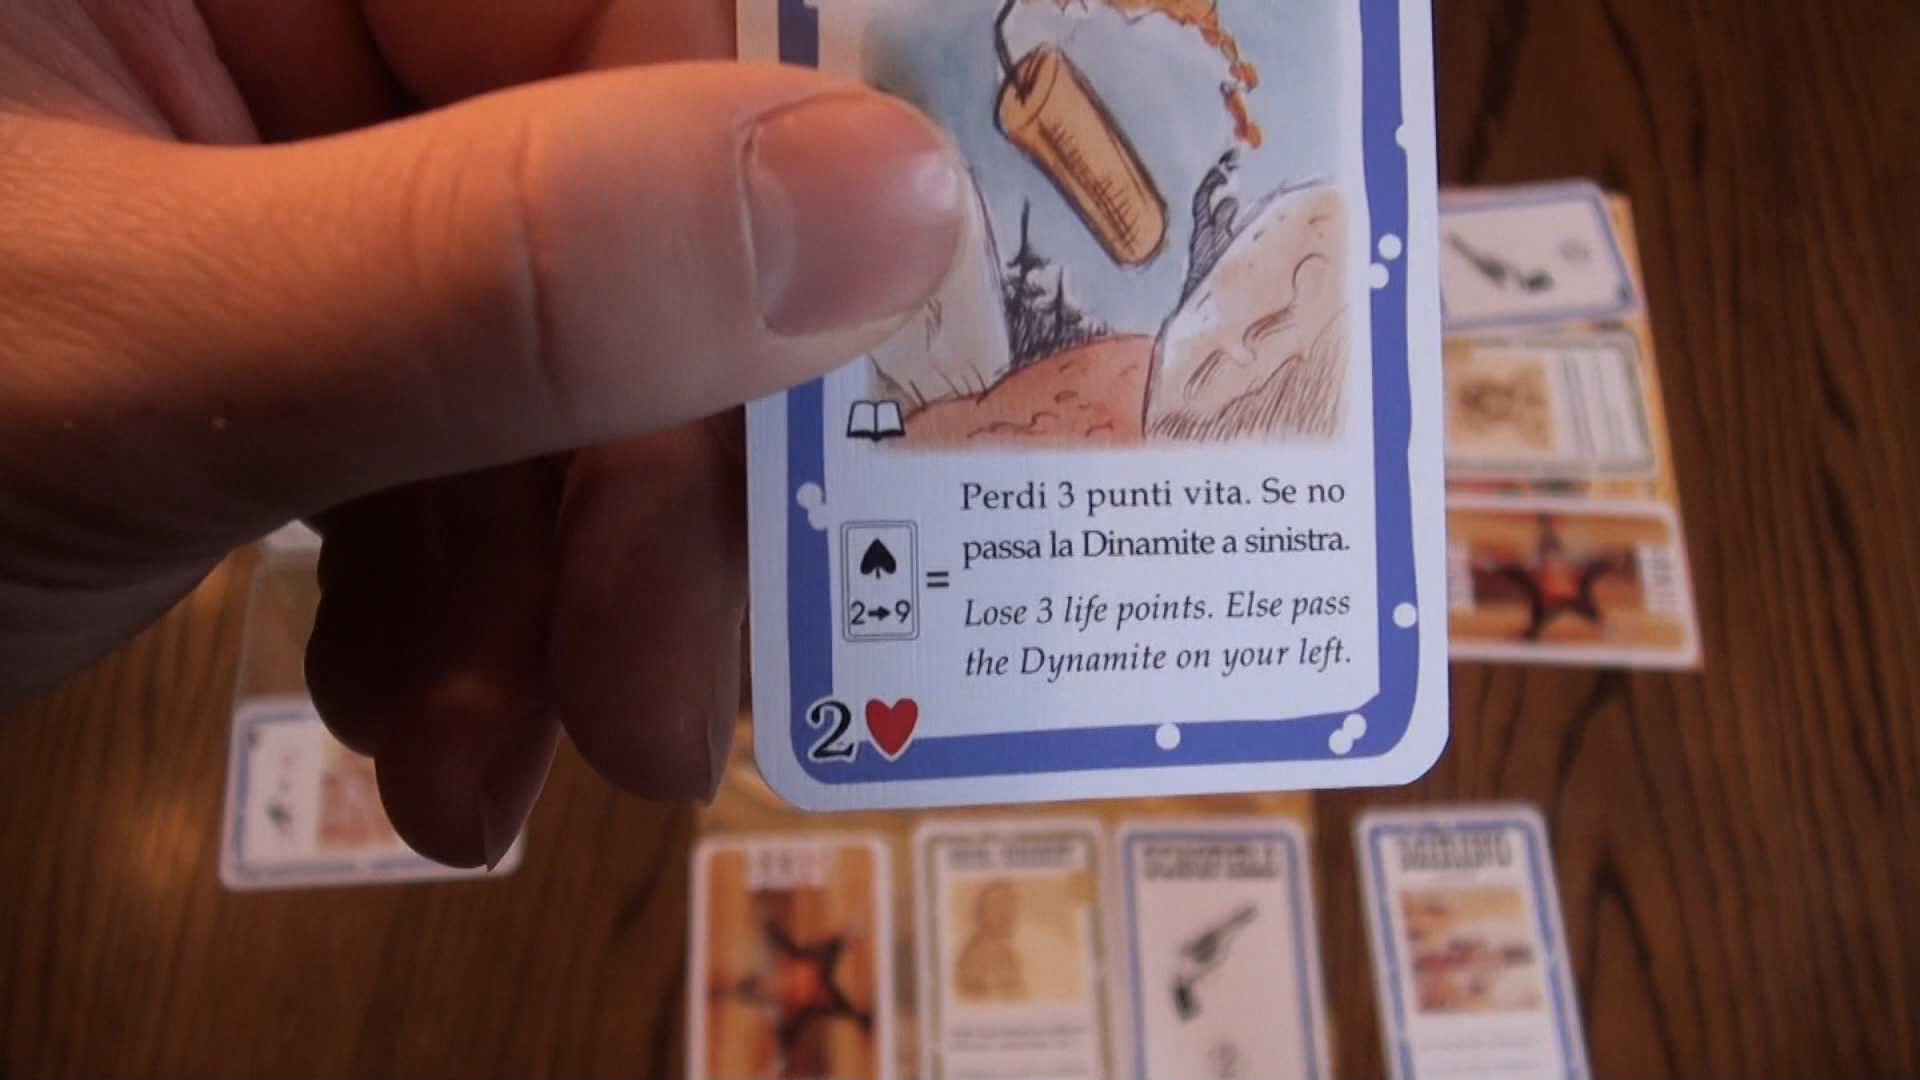 Perdi 3 punti vita. Se no
passa la Dinamite a sinistra.
2→9
=
Lose 3 life points. Else pass
the Dynamite on your left.
2